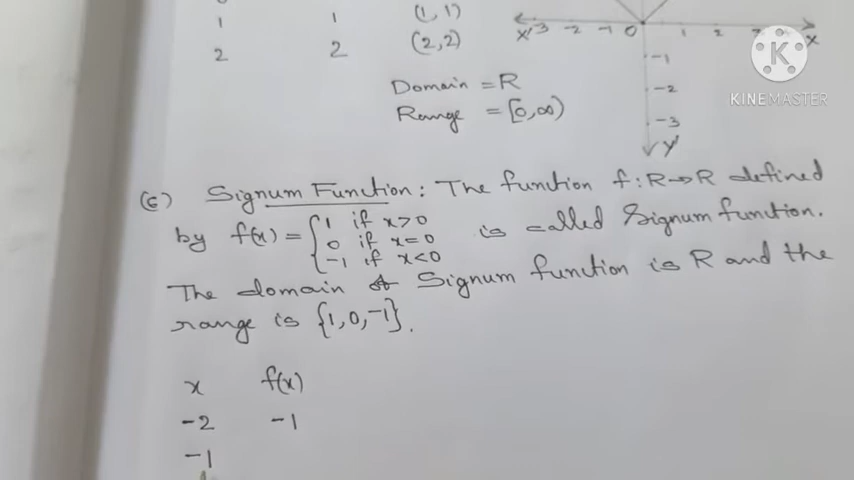 1 1 (1, 1)
2 2 (2,2)
X' -3 -2 -1 0 1 2 X
-1
-2
-3
Y'
Domain = R
Range = [0,∞)
KINEMASTER
(6) Signum Function: The function f: R→R defined
by f(x) = { 1 if x>0
0 if x=0
-1 if x<0
is called Signum function.
The domain of Signum function is R and the
range is {1, 0, -1}.
x f(x)
-2 -1
-1